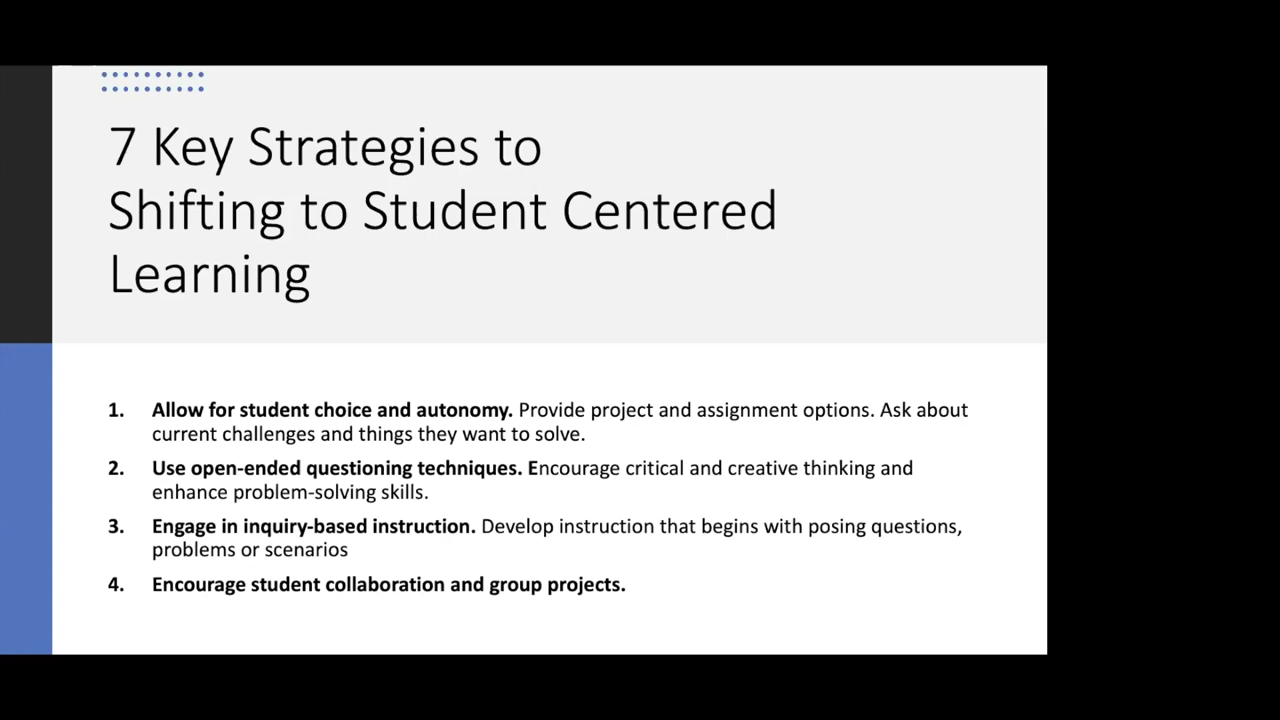 7 Key Strategies to
Shifting to Student Centered
Learning
1. Allow for student choice and autonomy. Provide project and assignment options. Ask about
current challenges and things they want to solve.
2. Use open-ended questioning techniques. Encourage critical and creative thinking and
enhance problem-solving skills.
3. Engage in inquiry-based instruction. Develop instruction that begins with posing questions,
problems or scenarios
4. Encourage student collaboration and group projects.